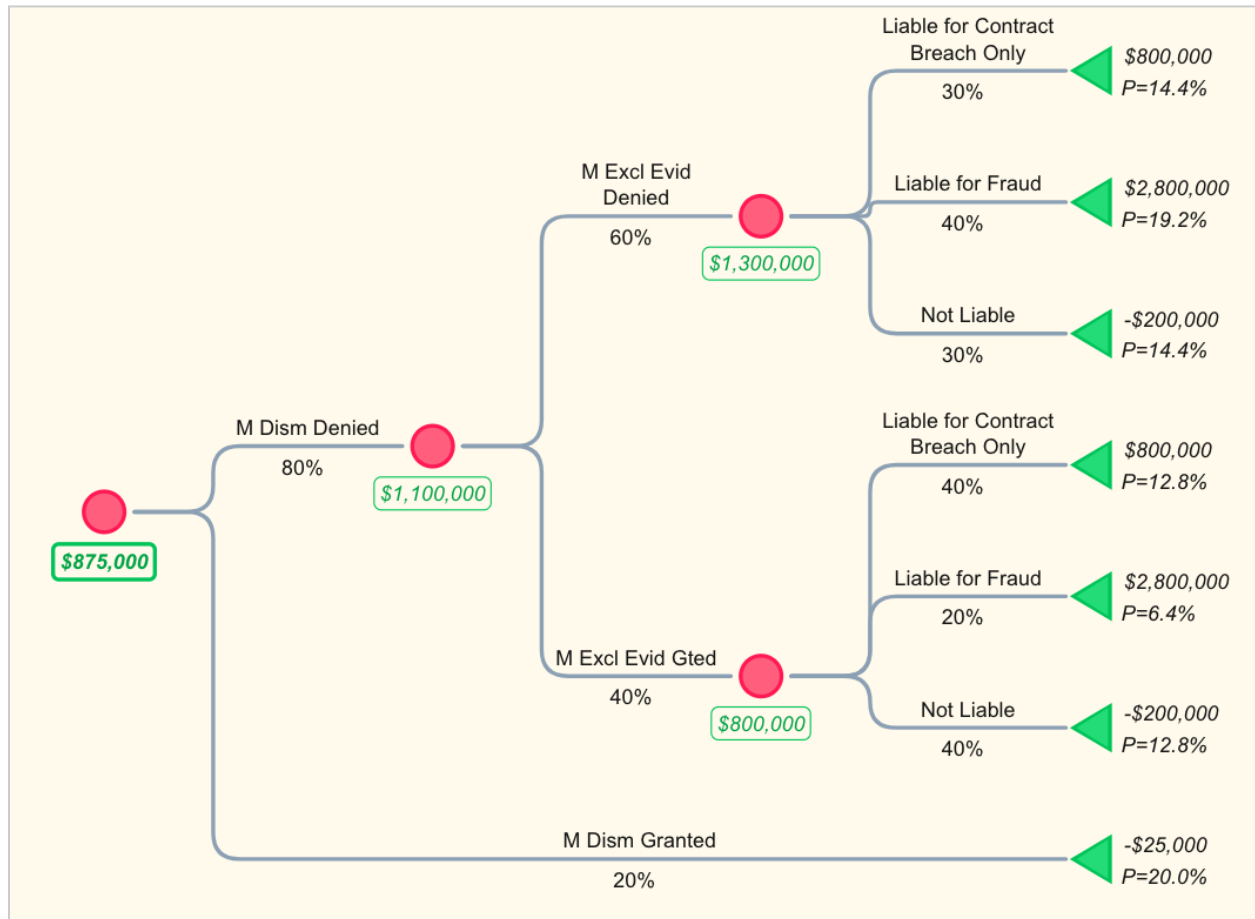 Liable for Contract
Breach Only
30%
$800,000
P=14.4%
M Excl Evid
Denied
60%
$1,300,000
Liable for Fraud
40%
$2,800,000
P=19.2%
Not Liable
30%
-$200,000
P=14.4%
M Dism Denied
80%
$1,100,000
Liable for Contract
Breach Only
40%
$800,000
P=12.8%
$875,000
Liable for Fraud
20%
$2,800,000
P=6.4%
M Excl Evid Gted
40%
$800,000
Not Liable
40%
-$200,000
P=12.8%
M Dism Granted
20%
-$25,000
P=20.0%